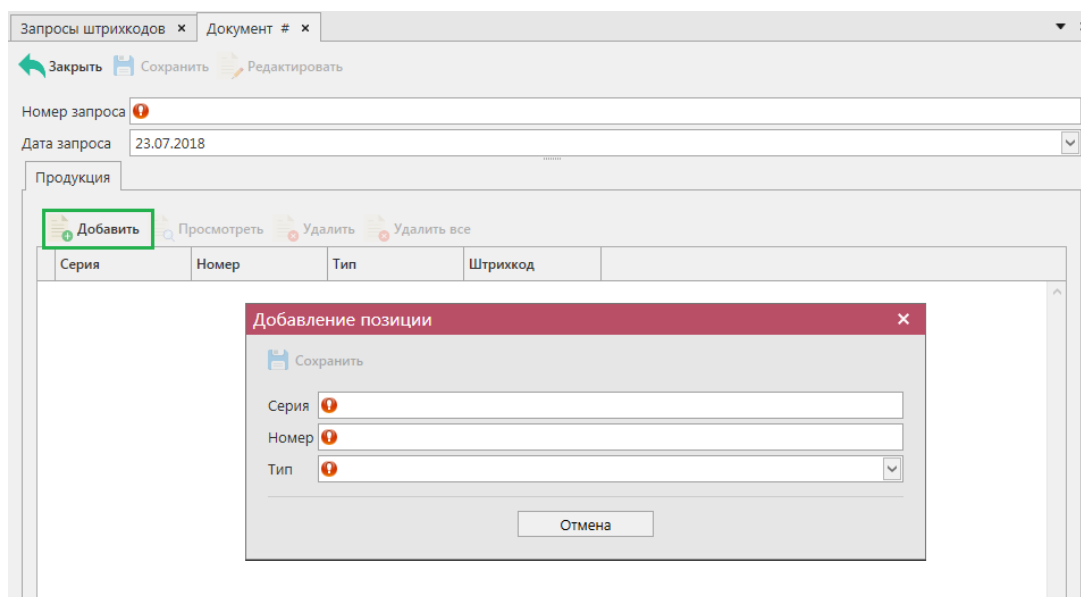 Запросы штрихкодов × Документ # ×
Закрыть Сохранить Редактировать
Номер запроса
Дата запроса 23.07.2018
Продукция
Добавить Просмотреть Удалить Удалить все
Серия Номер Тип Штрихкод
Добавление позиции ×
Сохранить
Серия
Номер
Тип
Отмена